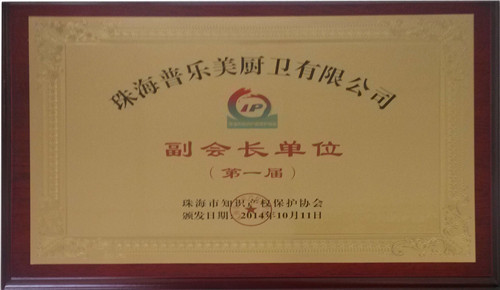 珠海普乐美厨卫有限公司
IP
副会长单位
（第一届）
珠海市知识产权保护协会
颁发日期：2014年10月11日